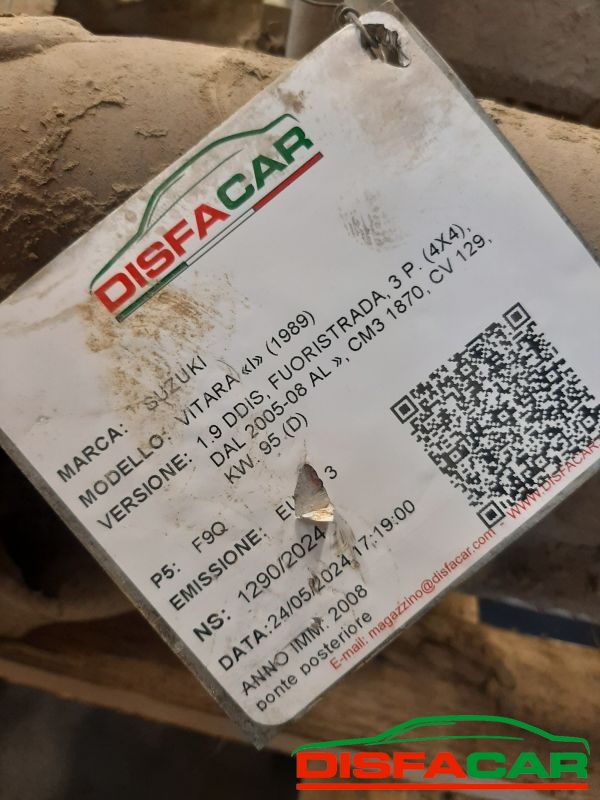 DISFACAR
MARCA: SUZUKI
MODELLO: VITARA «I» (1989)
VERSIONE: 1.9 DDIS, FUORISTRADA, 3 P. (4X4),
DAL 2005-08 AL », CM3 1870, CV 129,
KW. 95 (D)
P5: F9Q
EMISSIONE: 3
NS: 1290/2024
DATA:24/05/2024 17:19:00
ANNO IMM: 2008
ponte posteriore
E-mail: magazzino@disfacar.com
WWW.DISFACAR
DISFACAR